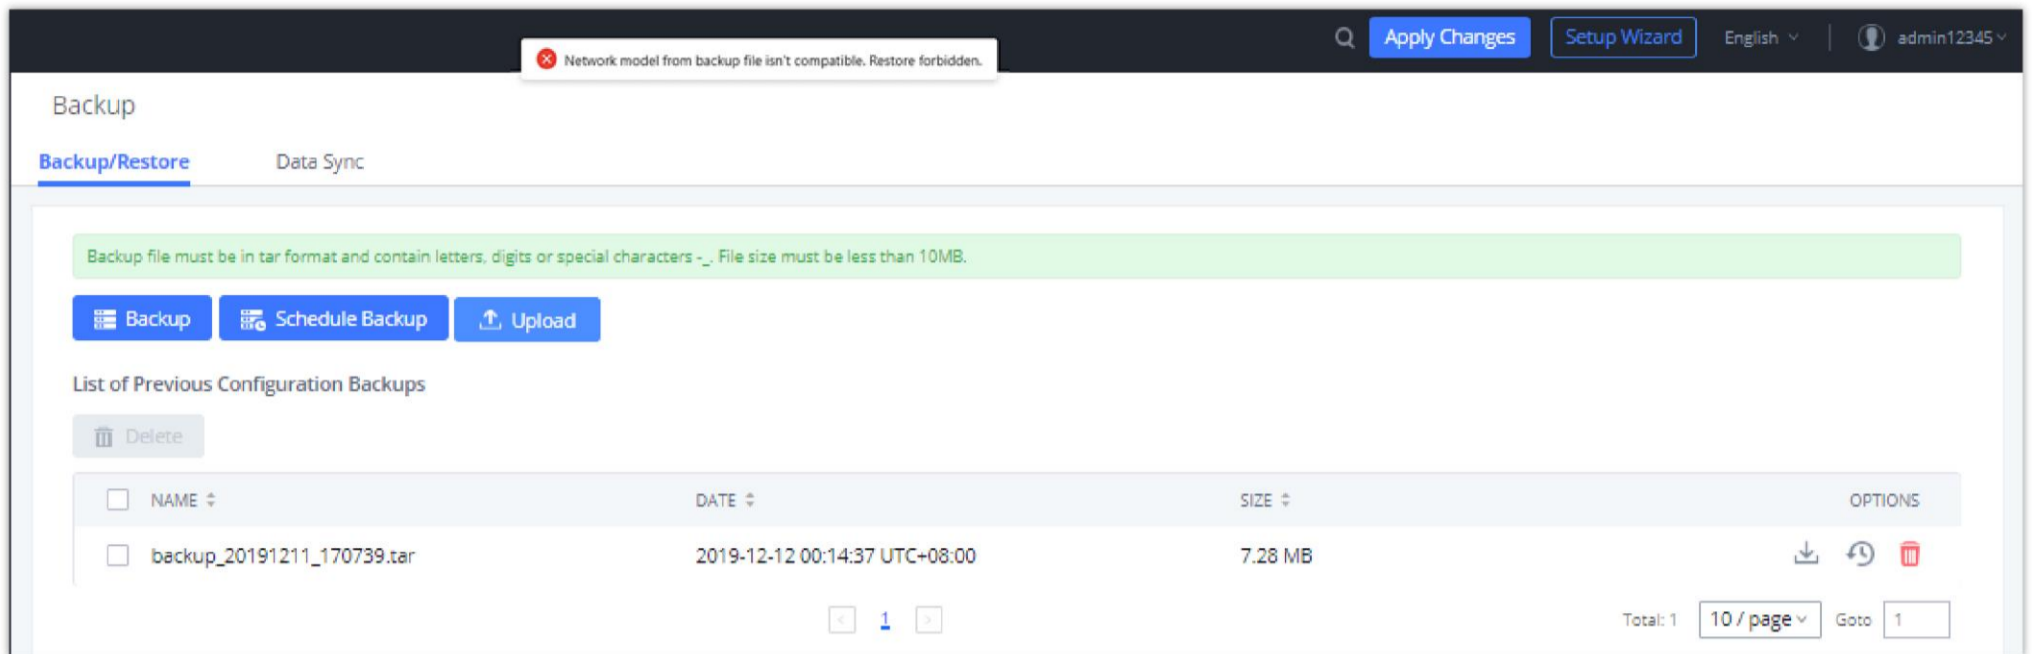 Apply Changes Setup Wizard English admin12345
Network model from backup file isn't compatible. Restore forbidden.
Backup
Backup/Restore Data Sync
Backup file must be in tar format and contain letters, digits or special characters -_. File size must be less than 10MB.
Backup Schedule Backup Upload
List of Previous Configuration Backups
Delete
NAME DATE SIZE OPTIONS
backup_20191211_170739.tar 2019-12-12 00:14:37 UTC+08:00 7.28 MB
< 1 > Total: 1 10 / page Goto 1